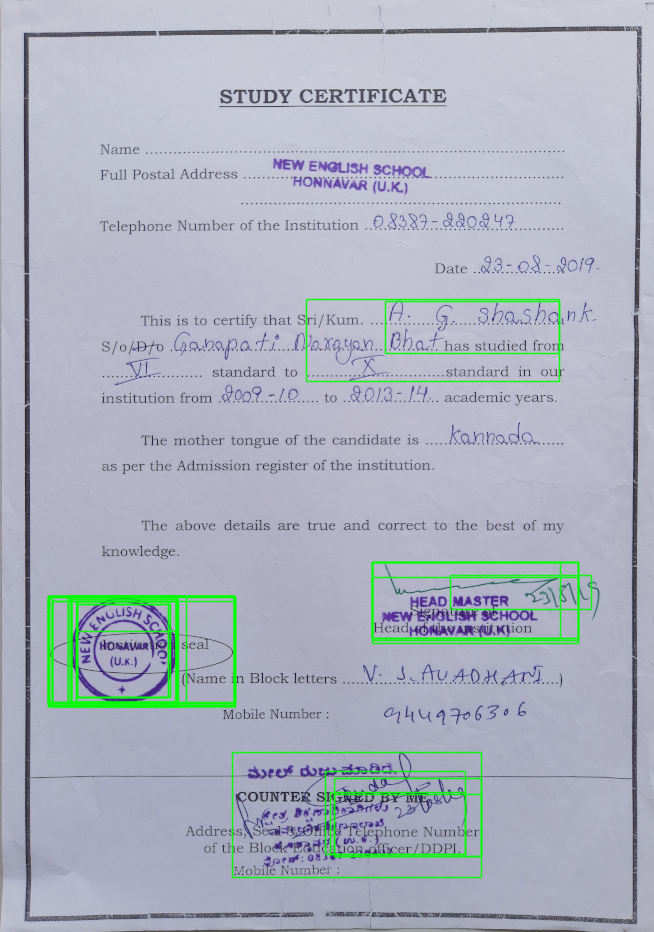 STUDY CERTIFICATE
Name
Full Postal Address NEW ENGLISH SCHOOL
HONNAVAR (U.K.)
Telephone Number of the Institution 08387-220247
Date 23-08-2019.
This is to certify that Sri/Kum. A. G. Shashank.
S/o/D/o Ganapati Narayan Bhat has studied from
VI standard to X standard in our
institution from 2009-10 to 2013-14 academic years.
The mother tongue of the candidate is Kannada
as per the Admission register of the institution.
The above details are true and correct to the best of my
knowledge.
23/8/19
HEAD MASTER
Signature of
NEW ENGLISH SCHOOL
Head of the Institution
HONAVAR (U.K)
NEW ENGLISH SCHOOL
HONAVAR
(U.K.)
seal
(Name in Block letters V. S. AVADHANI)
Mobile Number : 9449706306
ಮೇಲ್ ರುಜು ಮಾಡಿದೆ.
COUNTER SIGNED BY ME
Address, Seal & Office Telephone Number
of the Block Education Officer/DDPI.
Mobile Number :